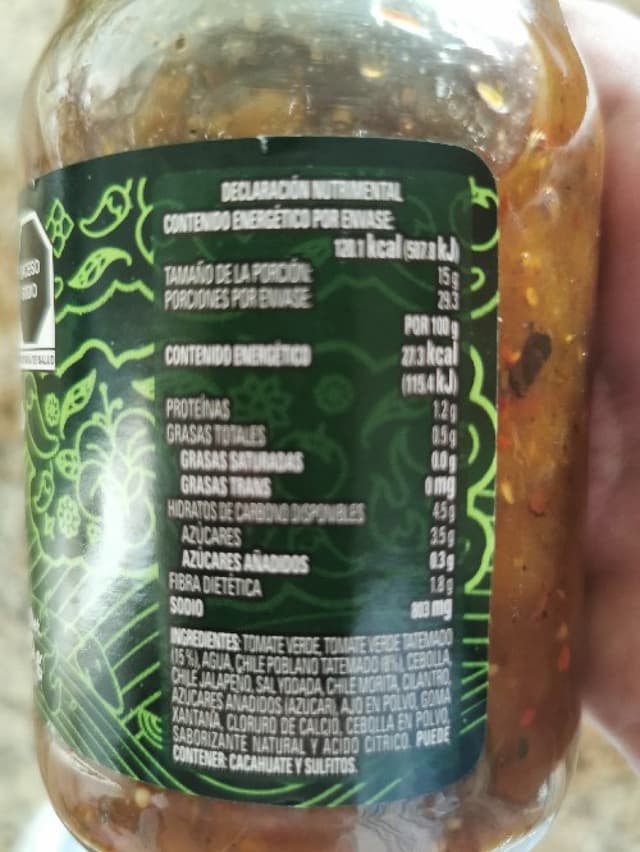 DECLARACIÓN NUTRIMENTAL
CONTENIDO ENERGÉTICO POR ENVASE
120.1 kcal (507.8 kJ)
TAMAÑO DE LA PORCIÓN 15 g
PORCIONES POR ENVASE 29.3
POR 100 g
CONTENIDO ENERGÉTICO 27.3 kcal
(115.4 kJ)
PROTEÍNAS 1.2 g
GRASAS TOTALES 0.5 g
GRASAS SATURADAS 0.0 g
GRASAS TRANS 0 mg
HIDRATOS DE CARBONO DISPONIBLES 4.5 g
AZÚCARES 3.5 g
AZÚCARES AÑADIDOS 0.3 g
FIBRA DIETÉTICA 1.8 g
SODIO mg
INGREDIENTES: TOMATE VERDE, TOMATE VERDE TATEMADO
(15 %), AGUA, CHILE POBLANO TATEMADO (8%), CEBOLLA,
CHILE JALAPEÑO, SAL YODADA, CHILE MORITA, CILANTRO,
AZÚCARES AÑADIDOS (AZÚCAR), AJO EN POLVO, GOMA
XANTANA, CLORURO DE CALCIO, CEBOLLA EN POLVO,
SABORIZANTE NATURAL Y ÁCIDO CÍTRICO. PUEDE
CONTENER: CACAHUATE Y SULFITOS.